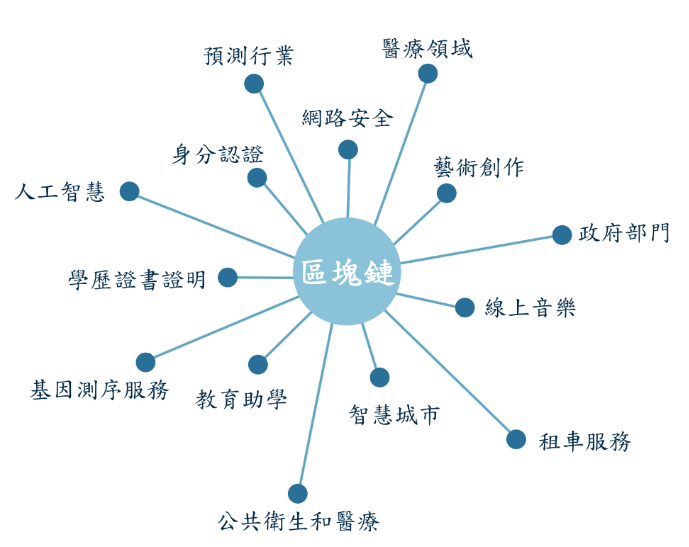 醫療領域
預測行業
網路安全
身分認證
藝術創作
人工智慧
政府部門
區塊鏈
學歷證書證明
線上音樂
基因測序服務
教育助學
智慧城市
租車服務
公共衛生和醫療